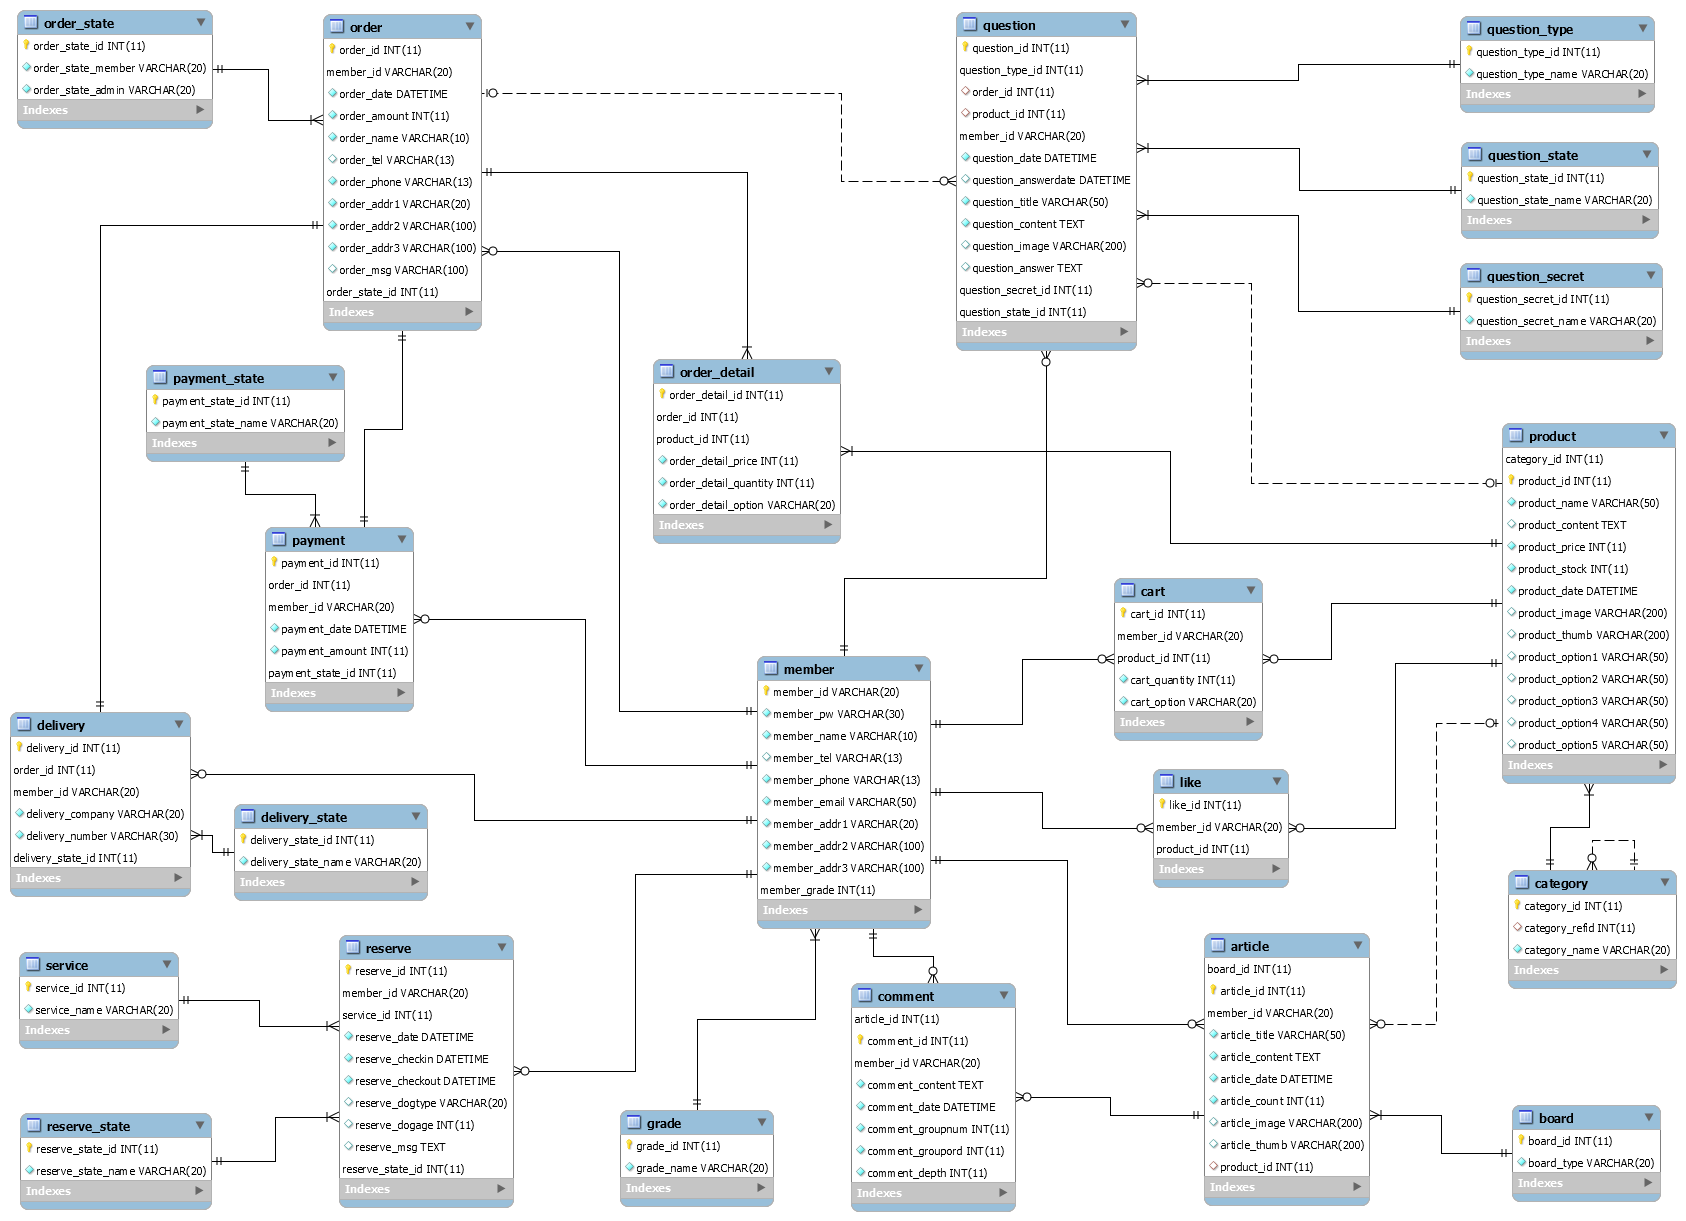 order_state
order_state_id INT(11)
order_state_member VARCHAR(20)
order_state_admin VARCHAR(20)
Indexes
order
order_id INT(11)
member_id VARCHAR(20)
order_date DATETIME
order_amount INT(11)
order_name VARCHAR(10)
order_tel VARCHAR(13)
order_phone VARCHAR(13)
order_addr1 VARCHAR(20)
order_addr2 VARCHAR(100)
order_addr3 VARCHAR(100)
order_msg VARCHAR(100)
order_state_id INT(11)
Indexes
question
question_id INT(11)
question_type_id INT(11)
order_id INT(11)
product_id INT(11)
member_id VARCHAR(20)
question_date DATETIME
question_answerdate DATETIME
question_title VARCHAR(50)
question_content TEXT
question_image VARCHAR(200)
question_answer TEXT
question_secret_id INT(11)
question_state_id INT(11)
Indexes
question_type
question_type_id INT(11)
question_type_name VARCHAR(20)
Indexes
question_state
question_state_id INT(11)
question_state_name VARCHAR(20)
Indexes
question_secret
question_secret_id INT(11)
question_secret_name VARCHAR(20)
Indexes
payment_state
payment_state_id INT(11)
payment_state_name VARCHAR(20)
Indexes
order_detail
order_detail_id INT(11)
order_id INT(11)
product_id INT(11)
order_detail_price INT(11)
order_detail_quantity INT(11)
order_detail_option VARCHAR(20)
Indexes
product
category_id INT(11)
product_id INT(11)
product_name VARCHAR(50)
product_content TEXT
product_price INT(11)
product_stock INT(11)
product_date DATETIME
product_image VARCHAR(200)
product_thumb VARCHAR(200)
product_option1 VARCHAR(50)
product_option2 VARCHAR(50)
product_option3 VARCHAR(50)
product_option4 VARCHAR(50)
product_option5 VARCHAR(50)
Indexes
payment
payment_id INT(11)
order_id INT(11)
member_id VARCHAR(20)
payment_date DATETIME
payment_amount INT(11)
payment_state_id INT(11)
Indexes
cart
cart_id INT(11)
member_id VARCHAR(20)
product_id INT(11)
cart_quantity INT(11)
cart_option VARCHAR(20)
Indexes
member
member_id VARCHAR(20)
member_pw VARCHAR(30)
member_name VARCHAR(10)
member_tel VARCHAR(13)
member_phone VARCHAR(13)
member_email VARCHAR(50)
member_addr1 VARCHAR(20)
member_addr2 VARCHAR(100)
member_addr3 VARCHAR(100)
member_grade INT(11)
Indexes
delivery
delivery_id INT(11)
order_id INT(11)
member_id VARCHAR(20)
delivery_company VARCHAR(20)
delivery_number VARCHAR(30)
delivery_state_id INT(11)
Indexes
delivery_state
delivery_state_id INT(11)
delivery_state_name VARCHAR(20)
Indexes
like
like_id INT(11)
member_id VARCHAR(20)
product_id INT(11)
Indexes
category
category_id INT(11)
category_refid INT(11)
category_name VARCHAR(20)
Indexes
service
service_id INT(11)
service_name VARCHAR(20)
Indexes
reserve
reserve_id INT(11)
member_id VARCHAR(20)
service_id INT(11)
reserve_date DATETIME
reserve_checkin DATETIME
reserve_checkout DATETIME
reserve_dogtype VARCHAR(20)
reserve_dogage INT(11)
reserve_msg TEXT
reserve_state_id INT(11)
Indexes
comment
article_id INT(11)
comment_id INT(11)
member_id VARCHAR(20)
comment_content TEXT
comment_date DATETIME
comment_groupnum INT(11)
comment_groupord INT(11)
comment_depth INT(11)
Indexes
article
board_id INT(11)
article_id INT(11)
member_id VARCHAR(20)
article_title VARCHAR(50)
article_content TEXT
article_date DATETIME
article_count INT(11)
article_image VARCHAR(200)
article_thumb VARCHAR(200)
product_id INT(11)
Indexes
reserve_state
reserve_state_id INT(11)
reserve_state_name VARCHAR(20)
Indexes
grade
grade_id INT(11)
grade_name VARCHAR(20)
Indexes
board
board_id INT(11)
board_type VARCHAR(20)
Indexes